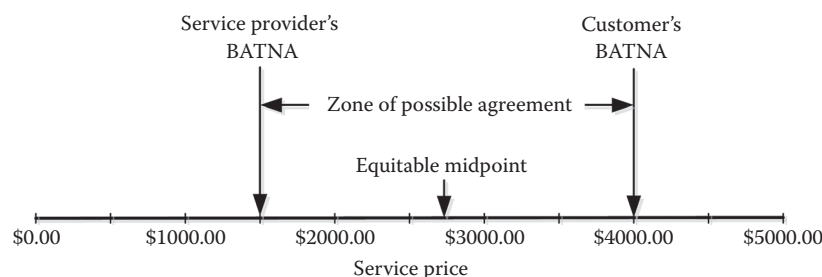 Service provider's
BATNA
Customer's
BATNA
Zone of possible agreement
Equitable midpoint
$0.00 $1000.00 $2000.00 $3000.00 $4000.00 $5000.00
Service price